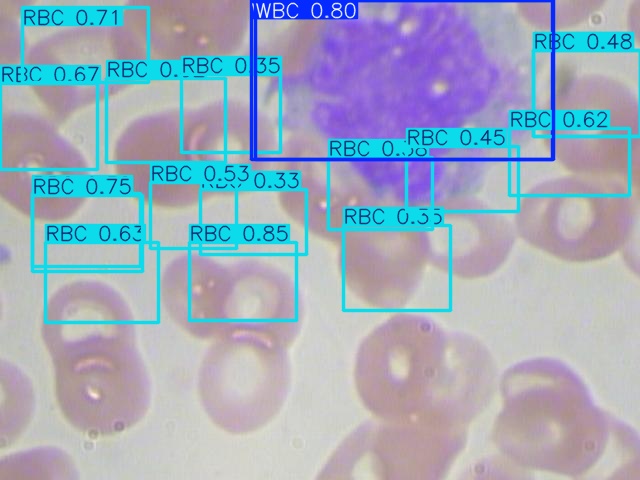 WBC 0.80
RBC 0.71
RBC 0.48
RBC 0.67
RBC
RBC 0.35
RBC 0.62
RBC 0.45
RBC
RBC 0.53
RBC 0.75
0.33
RBC 0.63
RBC 0.85
RBC